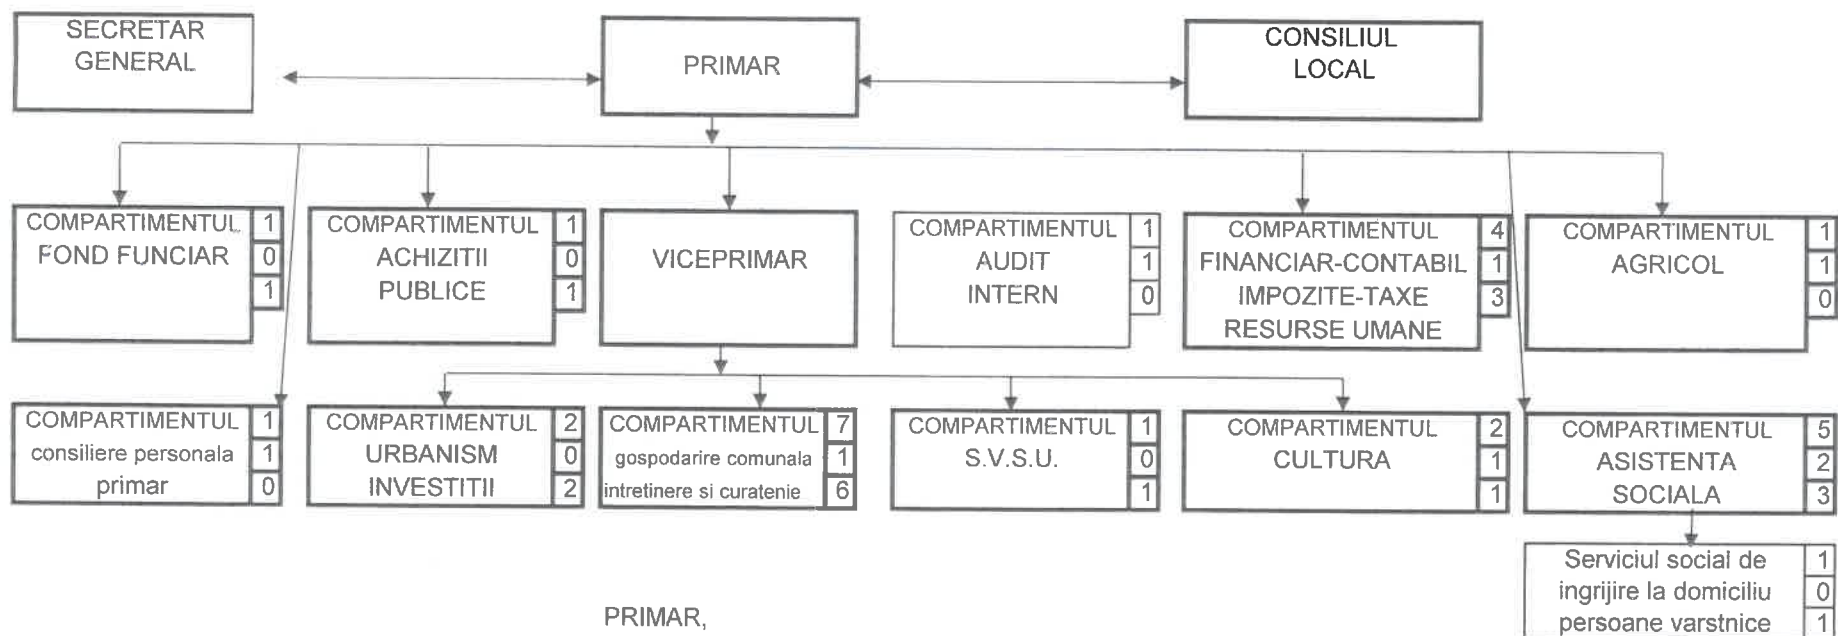 SECRETAR
GENERAL
PRIMAR
CONSILIUL
LOCAL
COMPARTIMENTUL 1
FOND FUNCIAR 0
1
COMPARTIMENTUL 1
ACHIZITII 0
PUBLICE 1
VICEPRIMAR
COMPARTIMENTUL 1
AUDIT 1
INTERN 0
COMPARTIMENTUL 4
FINANCIAR-CONTABIL 1
IMPOZITE-TAXE 3
RESURSE UMANE
COMPARTIMENTUL 1
AGRICOL 1
0
COMPARTIMENTUL 1
consiliere personala 1
primar 0
COMPARTIMENTUL 2
URBANISM 0
INVESTITII 2
COMPARTIMENTUL 7
gospodarire comunala 1
intretinere si curatenie 6
COMPARTIMENTUL 1
S.V.S.U. 0
1
COMPARTIMENTUL 2
CULTURA 1
1
COMPARTIMENTUL 5
ASISTENTA 2
SOCIALA 3
Serviciul social de 1
ingrijire la domiciliu 0
persoane varstnice 1
PRIMAR,